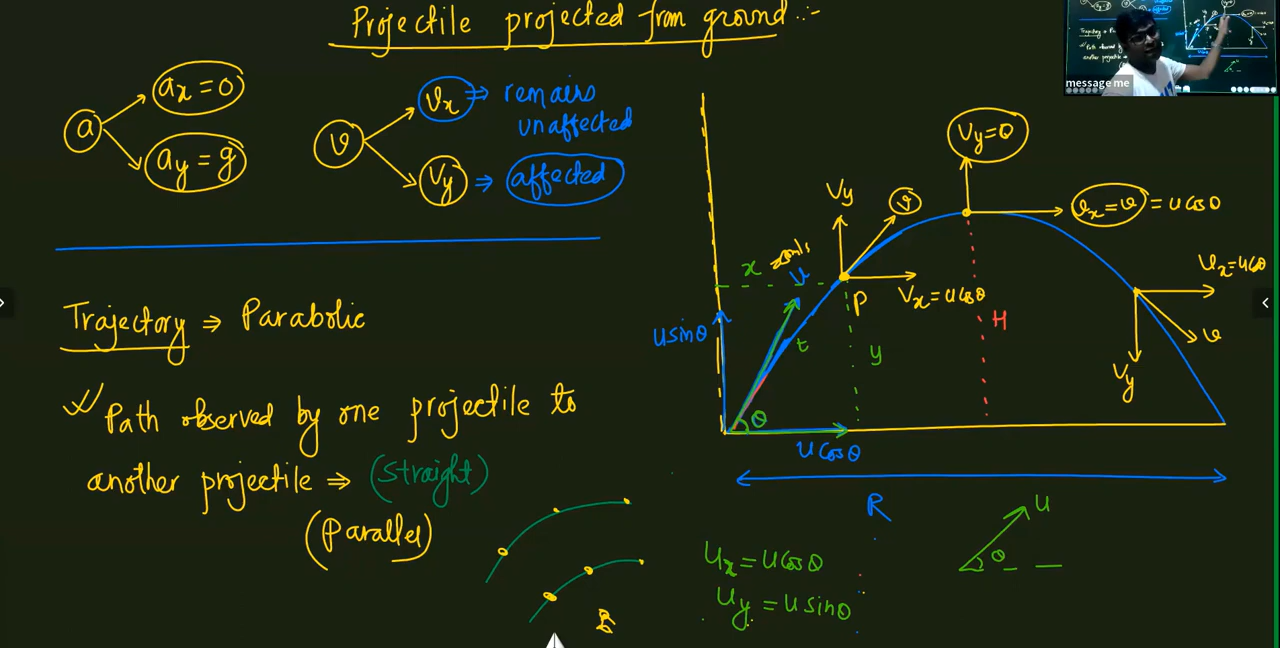 Projectile projected from ground :-
a
ax = 0
ay = g
v
vx ⇒ remains
unaffected
Vy ⇒ affected
Trajectory ⇒ Parabolic
Path observed by one projectile to
another projectile ⇒ (straight)
(Parallel)
message me
Vy = 0
vx = v = u cos θ
Vy
v
x
u
P
Vx = u cos θ
u sin θ
t
y
H
θ
u cos θ
Vy
v
R
ux = u cos θ
uy = u sin θ
u
θ